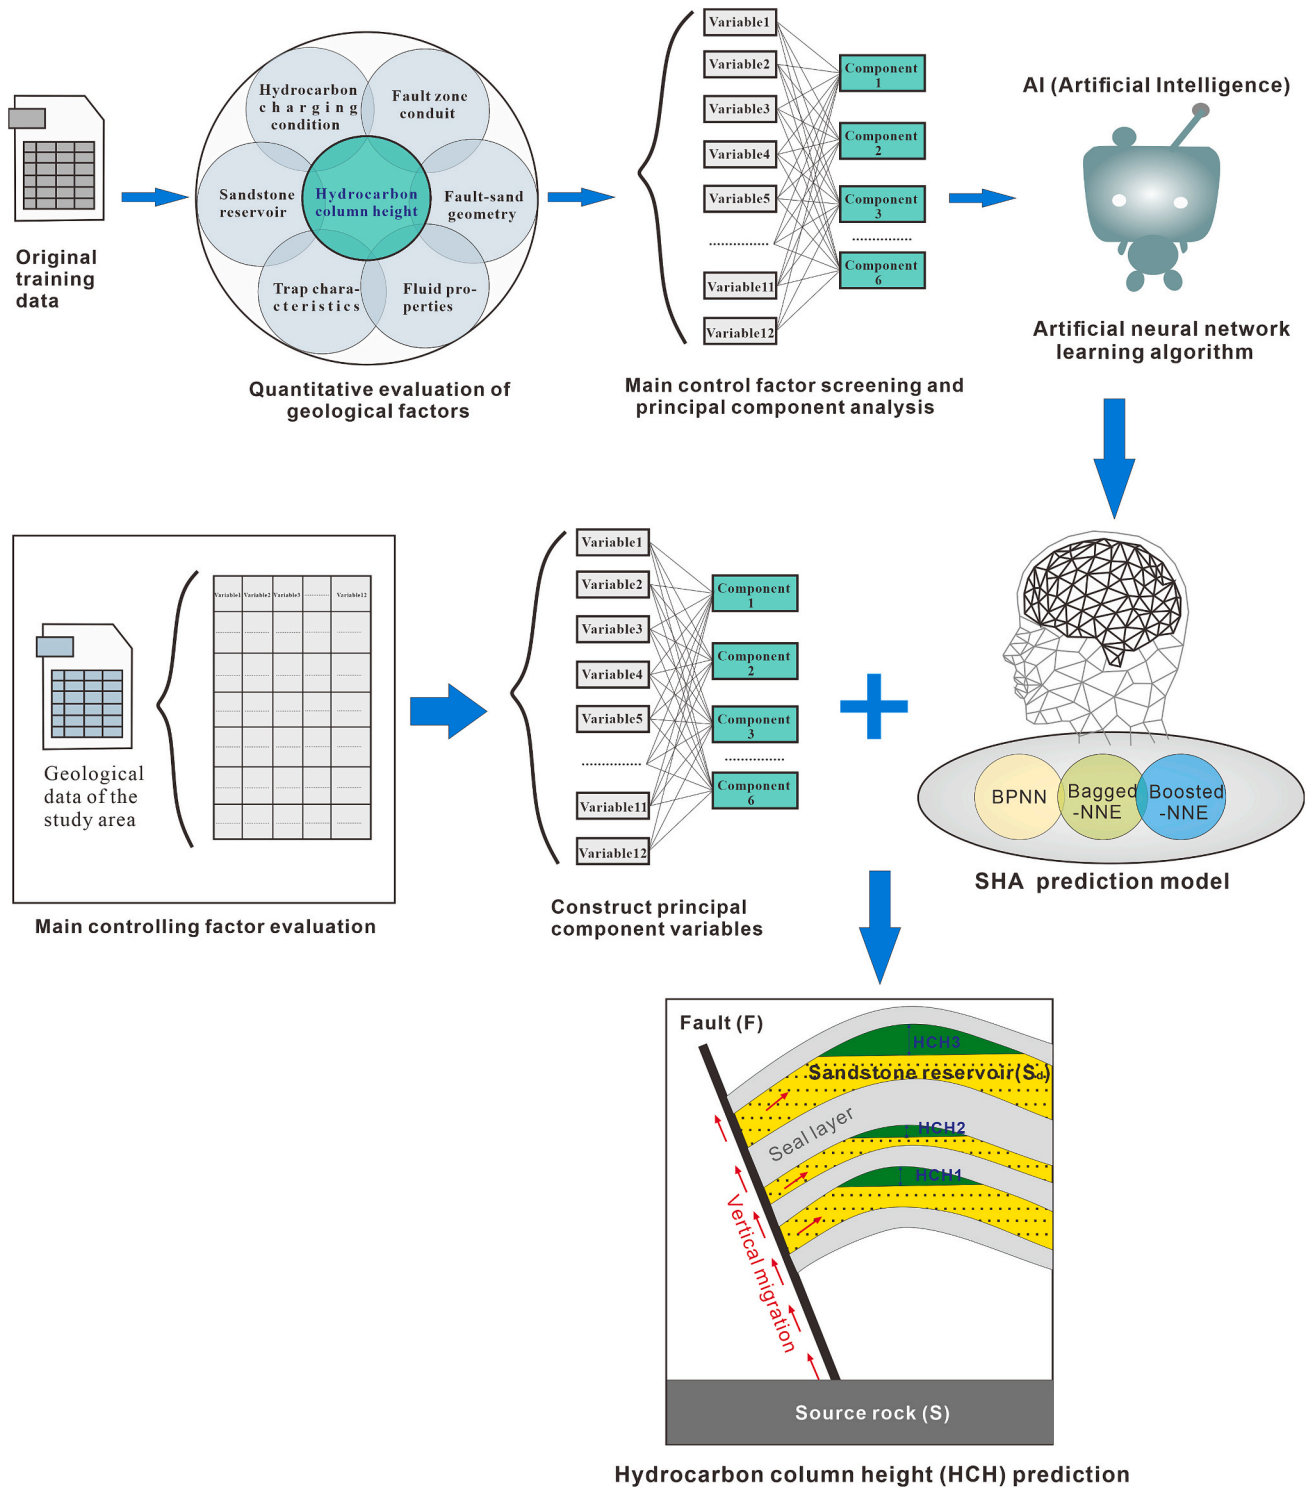 Original
training
data
Hydrocarbon
charging
condition
Fault zone
conduit
Sandstone
reservoir
Hydrocarbon
column height
Fault-sand
geometry
Trap chara-
cteristics
Fluid pro-
perties
Quantitative evaluation of
geological factors
Variable1
Variable2
Variable3
Variable4
Variable5
................
Variable11
Variable12
Component
1
Component
2
Component
3
...............
Component
6
Main control factor screening and
principal component analysis
AI (Artificial Intelligence)
Artificial neural network
learning algorithm
Geological
data of the
study area
Variable1 Variable2 Variable3 ........... Variable12
Main controlling factor evaluation
Variable1
Variable2
Variable3
Variable4
Variable5
................
Variable11
Variable12
Component
1
Component
2
Component
3
...............
Component
6
Construct principal
component variables
BPNN
Bagged
-NNE
Boosted
-NNE
SHA prediction model
Fault (F)
HCH3
Sandstone reservoir(Sd)
Seal layer
HCH2
HCH1
Vertical migration
Source rock (S)
Hydrocarbon column height (HCH) prediction